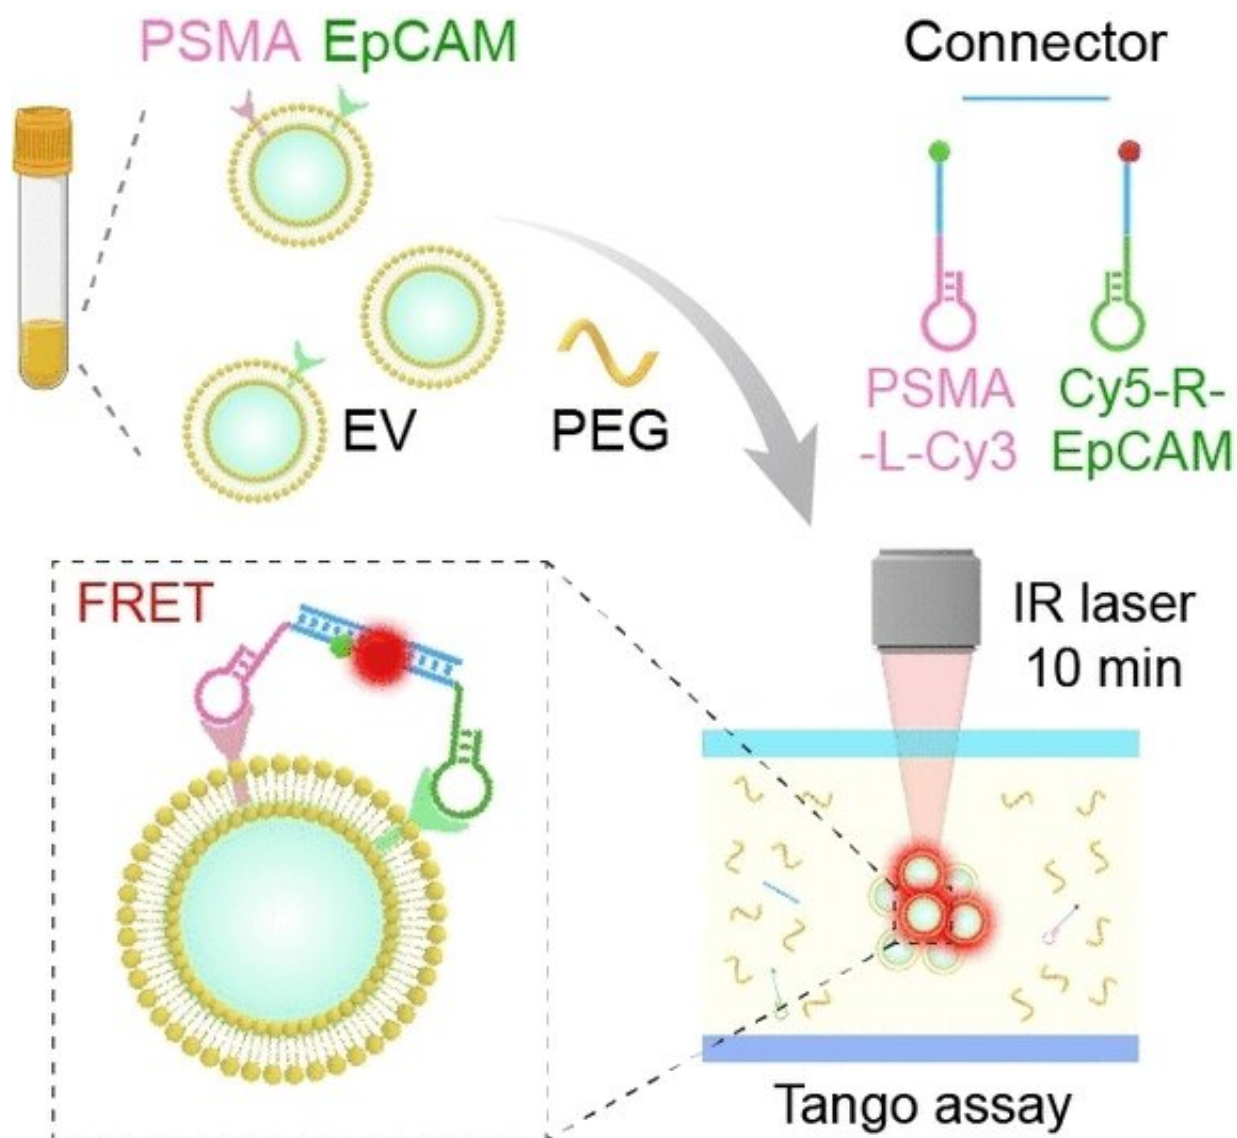 PSMA EpCAM
Connector
EV
PEG
PSMA
-L-Cy3
Cy5-R-
EpCAM
FRET
IR laser
10 min
Tango assay